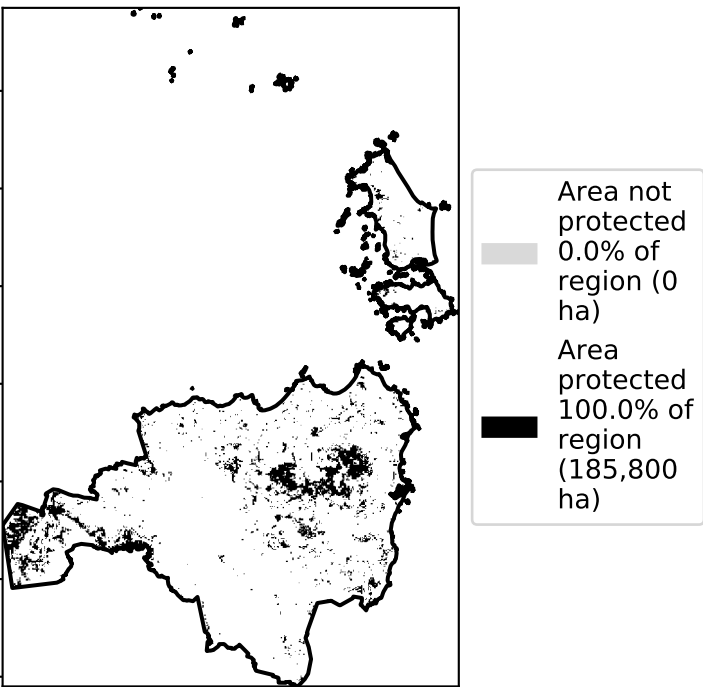 Area not
protected
0.0% of
region (0
ha)
Area
protected
100.0% of
region
(185,800
ha)